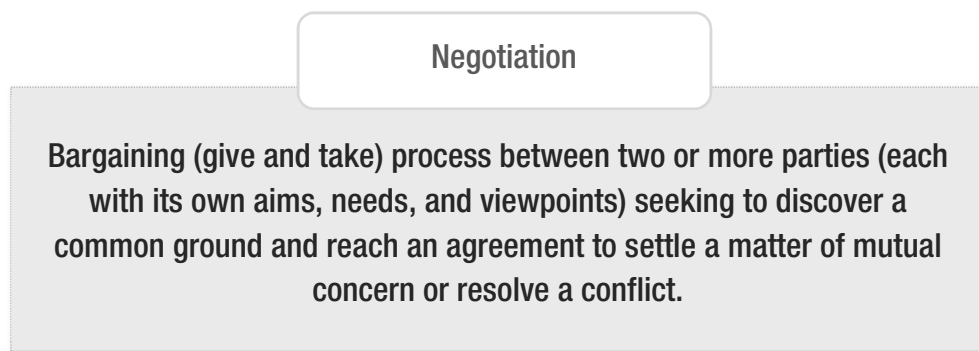 Negotiation
Bargaining (give and take) process between two or more parties (each
with its own aims, needs, and viewpoints) seeking to discover a
common ground and reach an agreement to settle a matter of mutual
concern or resolve a conflict.